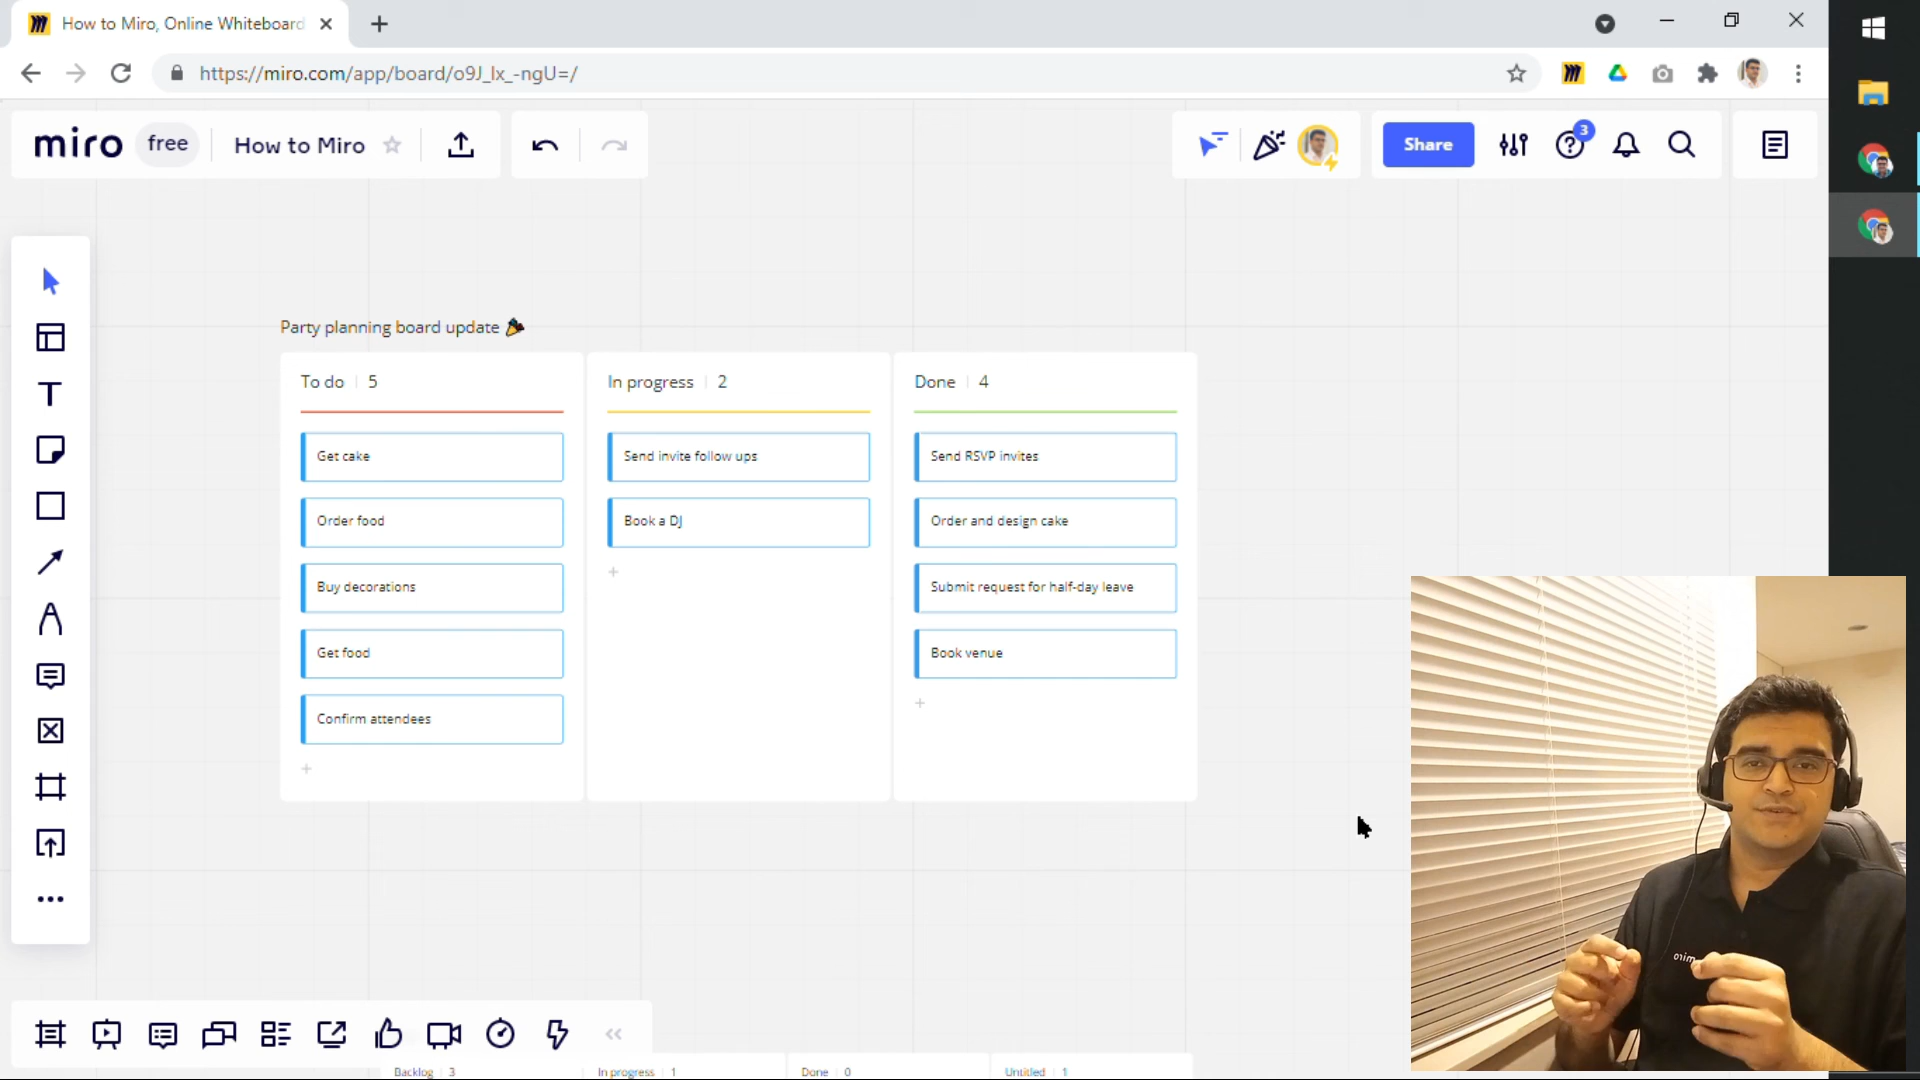 How to Miro, Online Whiteboard
https://miro.com/app/board/o9J_lx_-ngU=/
miro free How to Miro
Share
3
Party planning board update
To do 5
Get cake
Order food
Buy decorations
Get food
Confirm attendees
In progress 2
Send invite follow ups
Book a DJ
Done 4
Send RSVP invites
Order and design cake
Submit request for half-day leave
Book venue
miro
Backlog 3
In progress 1
Done 0
Untitled 1